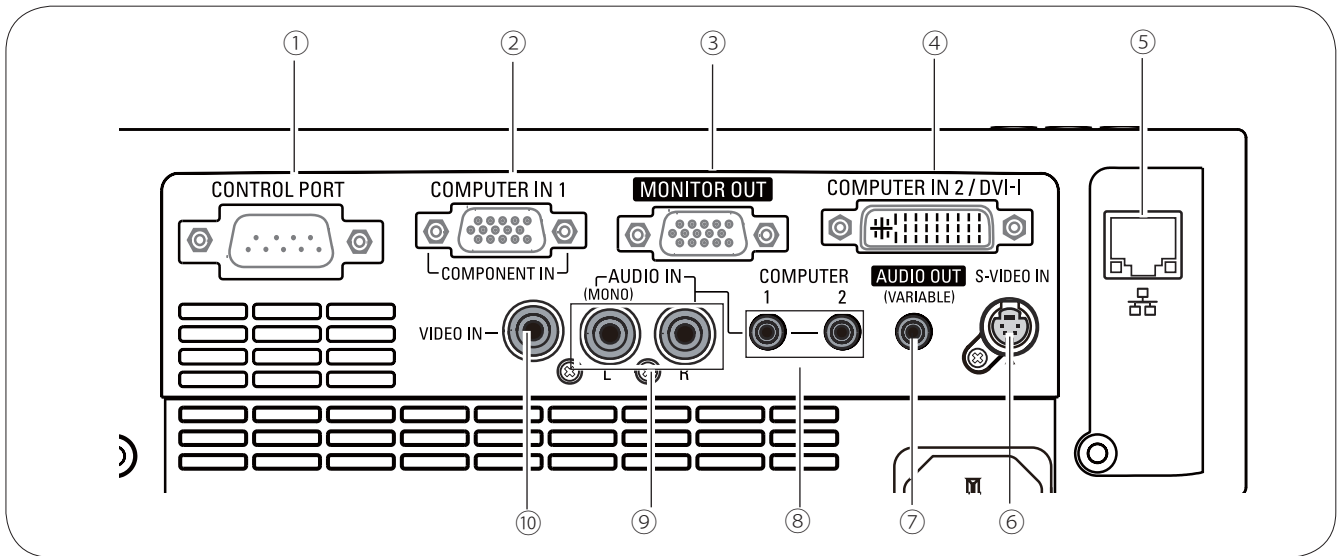 ① ② ③ ④ ⑤
CONTROL PORT
COMPUTER IN 1
MONITOR OUT
COMPUTER IN 2 / DVI-I
COMPONENT IN
AUDIO IN
(MONO)
COMPUTER
1 2
AUDIO OUT
(VARIABLE)
S-VIDEO IN
VIDEO IN
L R
⑩ ⑨ ⑧ ⑦ ⑥